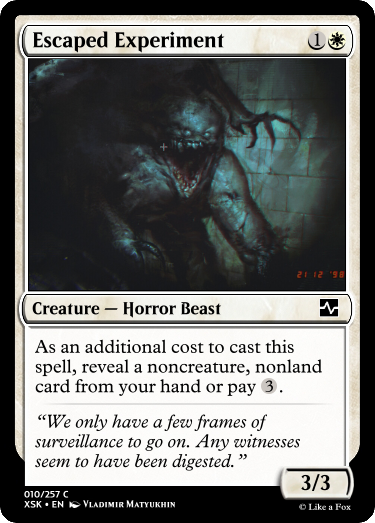 Escaped Experiment 1
21 12 '98
Creature — Horror Beast
As an additional cost to cast this
spell, reveal a noncreature, nonland
card from your hand or pay 3.
“We only have a few frames of
surveillance to go on. Any witnesses
seem to have been digested.”
3/3
010/257 C
XSK • EN Vladimir Matyukhin
© Like a Fox